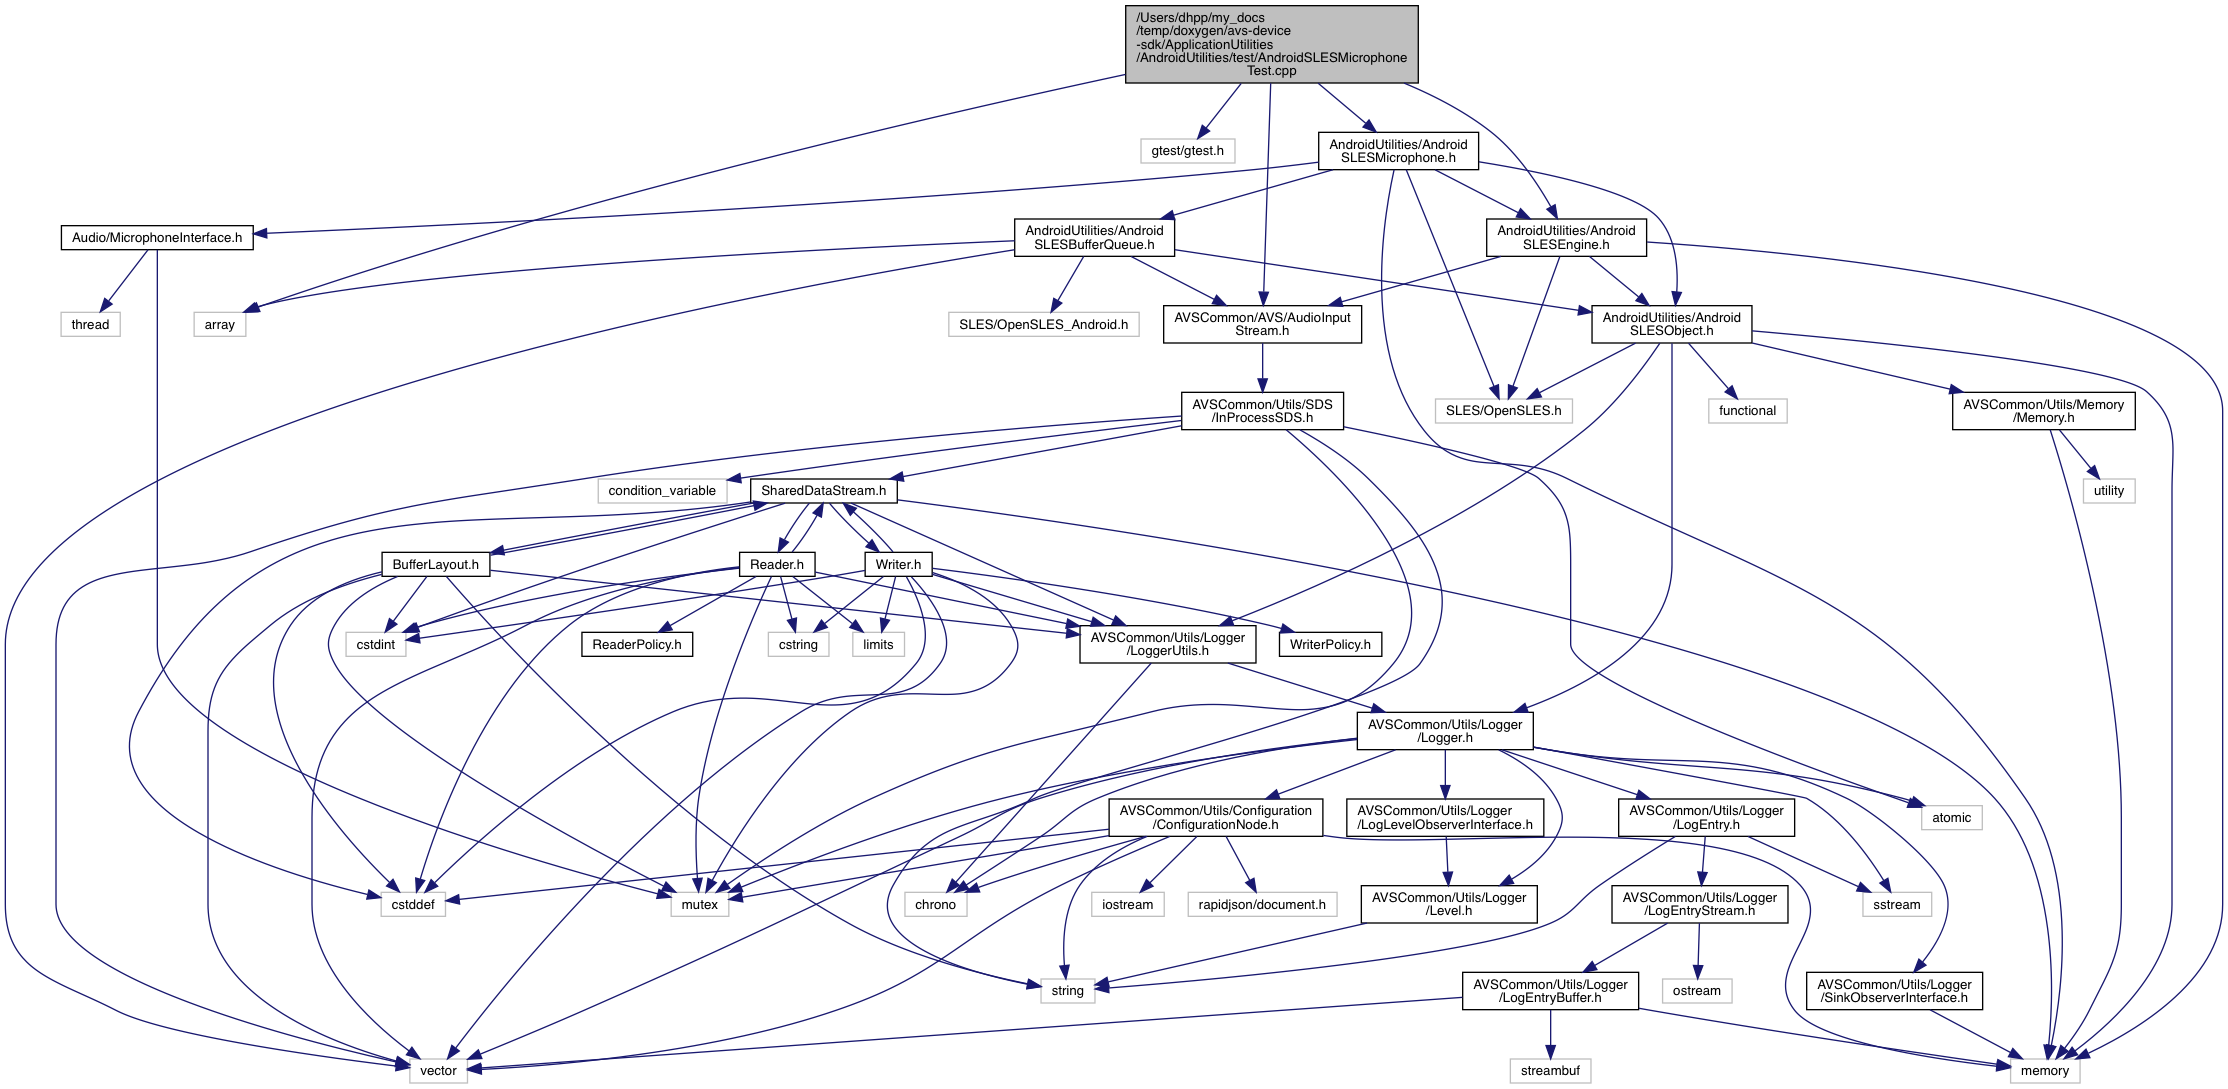 /Users/dhpp/my_docs
/temp/doxygen/avs-device
-sdk/ApplicationUtilities
/AndroidUtilities/test/AndroidSLESMicrophone
Test.cpp
gtest/gtest.h
AndroidUtilities/Android
SLESMicrophone.h
Audio/MicrophoneInterface.h
AndroidUtilities/Android
SLESBufferQueue.h
AndroidUtilities/Android
SLESEngine.h
thread
array
SLES/OpenSLES_Android.h
AVSCommon/AVS/AudioInput
Stream.h
AndroidUtilities/Android
SLESObject.h
AVSCommon/Utils/SDS
/InProcessSDS.h
SLES/OpenSLES.h
functional
AVSCommon/Utils/Memory
/Memory.h
condition_variable
SharedDataStream.h
utility
BufferLayout.h
Reader.h
Writer.h
cstdint
ReaderPolicy.h
cstring
limits
AVSCommon/Utils/Logger
/LoggerUtils.h
WriterPolicy.h
AVSCommon/Utils/Logger
/Logger.h
AVSCommon/Utils/Configuration
/ConfigurationNode.h
AVSCommon/Utils/Logger
/LogLevelObserverInterface.h
AVSCommon/Utils/Logger
/LogEntry.h
atomic
cstddef
mutex
chrono
iostream
rapidjson/document.h
AVSCommon/Utils/Logger
/Level.h
AVSCommon/Utils/Logger
/LogEntryStream.h
sstream
string
AVSCommon/Utils/Logger
/LogEntryBuffer.h
ostream
AVSCommon/Utils/Logger
/SinkObserverInterface.h
vector
streambuf
memory